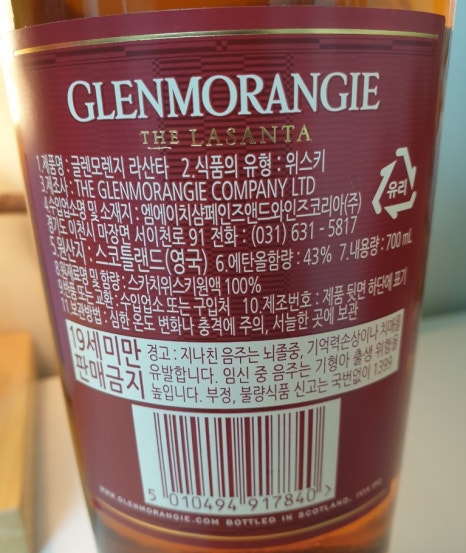 GLENMORANGIE
THE LASANTA
1.제품명 : 글렌모렌지 라산타 2.식품의 유형 : 위스키
3.제조사 : THE GLENMORANGIE COMPANY LTD
4.수입업소명 및 소재지 : 엠에이치샴페인즈앤드와인즈코리아(주)
경기도 이천시 마장면 서이천로 91 전화 : (031) 631 - 5817
5.원산지 : 스코틀랜드(영국) 6.에탄올함량 : 43% 7.내용량 : 700 mL
8.원재료명 및 함량 : 스카치위스키원액 100%
9.반품 또는 교환 : 수입업소 또는 구입처 10.제조번호 : 제품 뒷면 하단에 표기
11.보관방법 : 심한 온도 변화나 충격에 주의, 서늘한 곳에 보관
유리
19세미만
판매금지
경고 : 지나친 음주는 뇌졸중, 기억력손상이나 치매를
유발합니다. 임신 중 음주는 기형아 출생 위험을
높입니다. 부정, 불량식품 신고는 국번없이 1399
5 010494 917840 >
WWW.GLENMORANGIE.COM BOTTLED IN SCOTLAND.